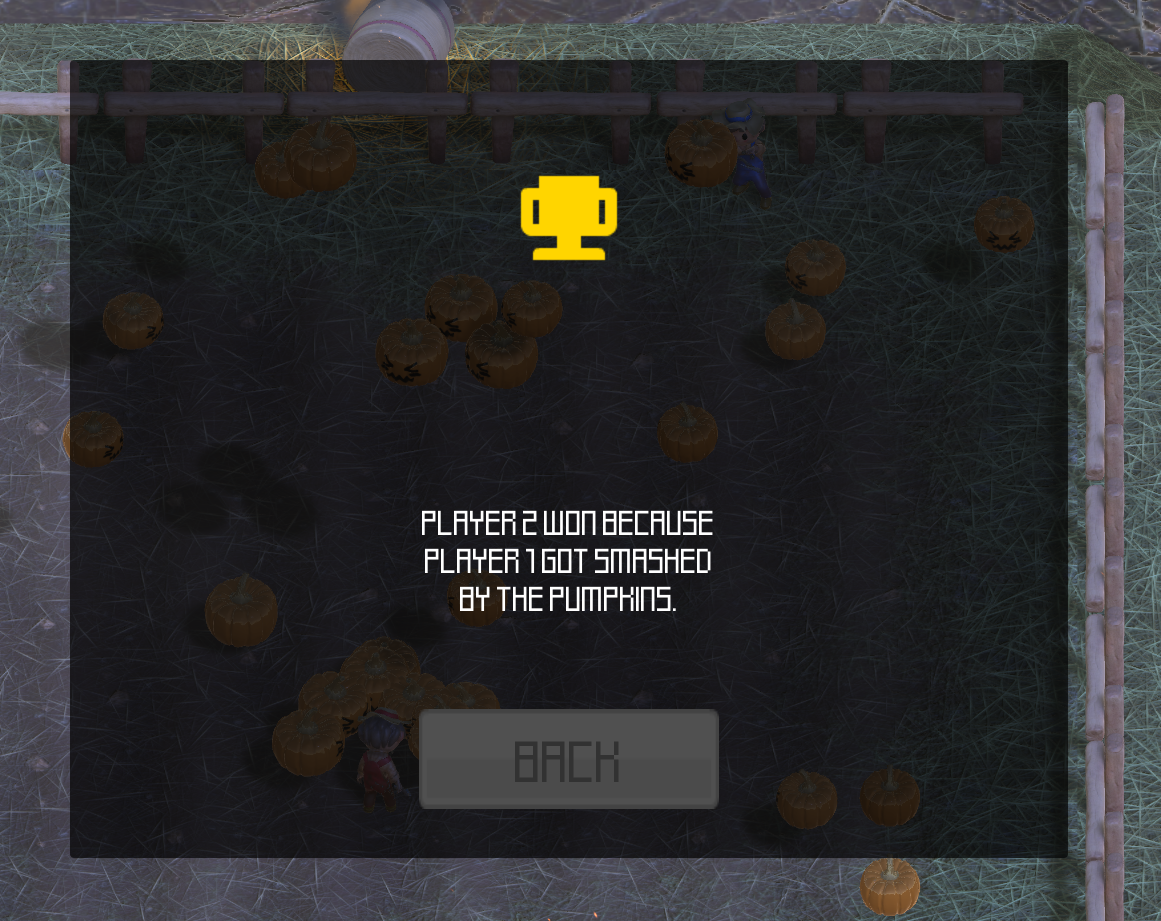 PLAYER 2 WON BECAUSE
PLAYER 1 GOT SMASHED
BY THE PUMPKINS.
BACK